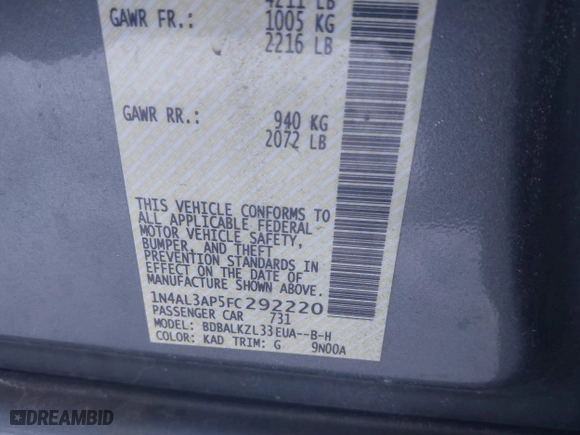 4211 LB
GAWR FR.: 1005 KG
2216 LB
GAWR RR.: 940 KG
2072 LB
THIS VEHICLE CONFORMS TO
ALL APPLICABLE FEDERAL
MOTOR VEHICLE SAFETY,
BUMPER, AND THEFT
PREVENTION STANDARDS IN
EFFECT ON THE DATE OF
MANUFACTURE SHOWN ABOVE.
1N4AL3AP5FC292220
PASSENGER CAR 731
MODEL: BDBALKZL33EUA--B-H
COLOR: KAD TRIM: G 9N00A
DREAMBID